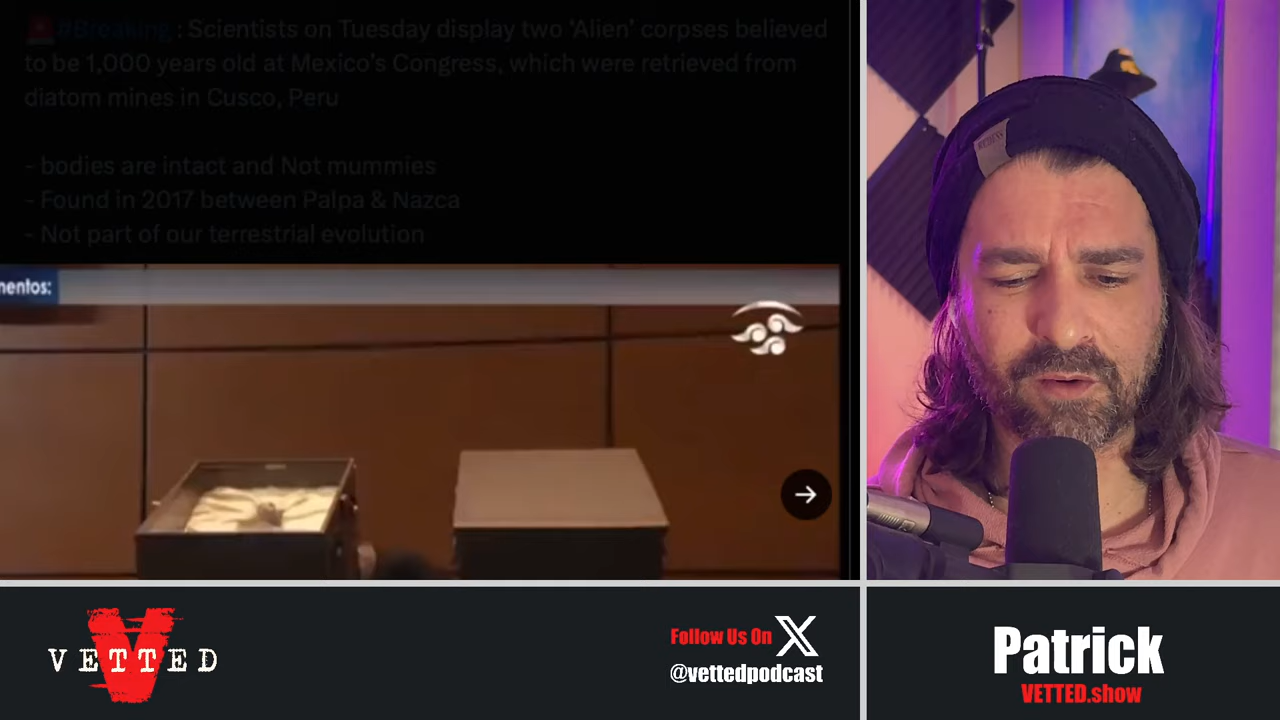 🚨#Breaking : Scientists on Tuesday display two ‘Alien’ corpses believed
to be 1,000 years old at Mexico’s Congress, which were retrieved from
diatom mines in Cusco, Peru
- bodies are intact and Not mummies
- Found in 2017 between Palpa & Nazca
- Not part of our terrestrial evolution
mentos:
VETTED
Follow Us On X
@vettedpodcast
Patrick
VETTED.show